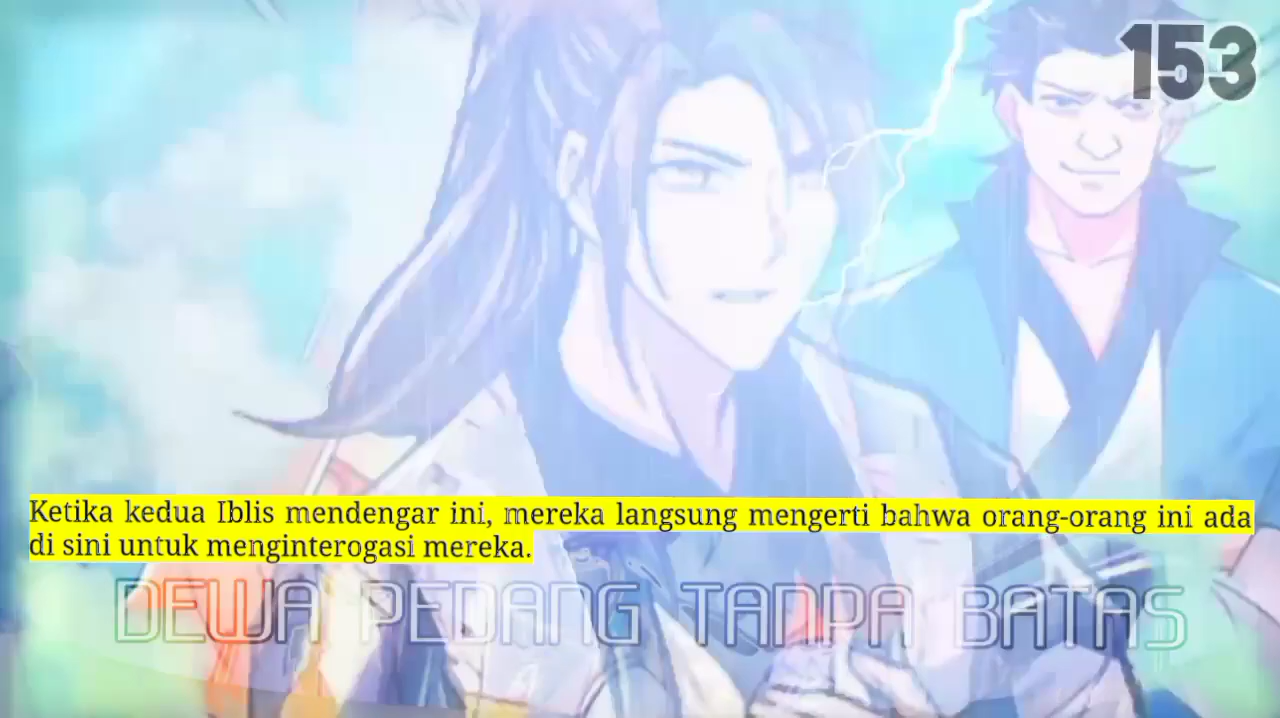 153
Ketika kedua Iblis mendengar ini, mereka langsung mengerti bahwa orang-orang ini ada
di sini untuk menginterogasi mereka.
DEWA PEDANG TANPA BATAS